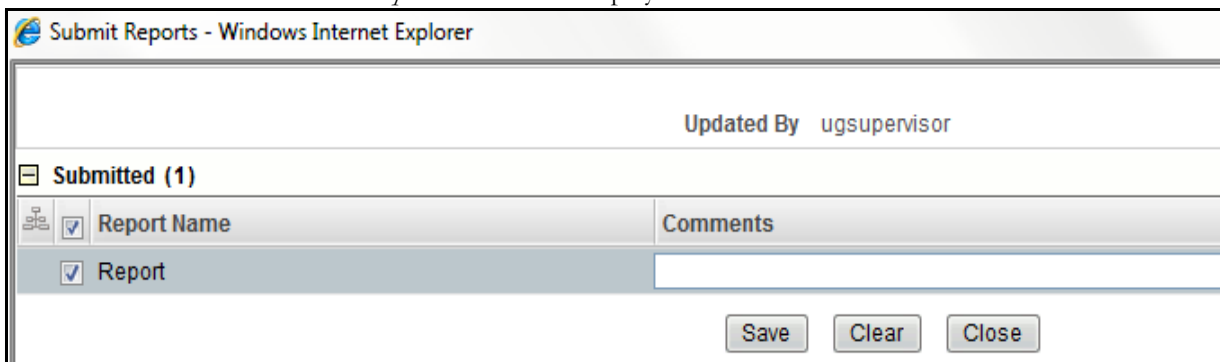 Submit Reports - Windows Internet Explorer
Updated By ugsupervisor
Submitted (1)
Report Name Comments
Report
Save Clear Close